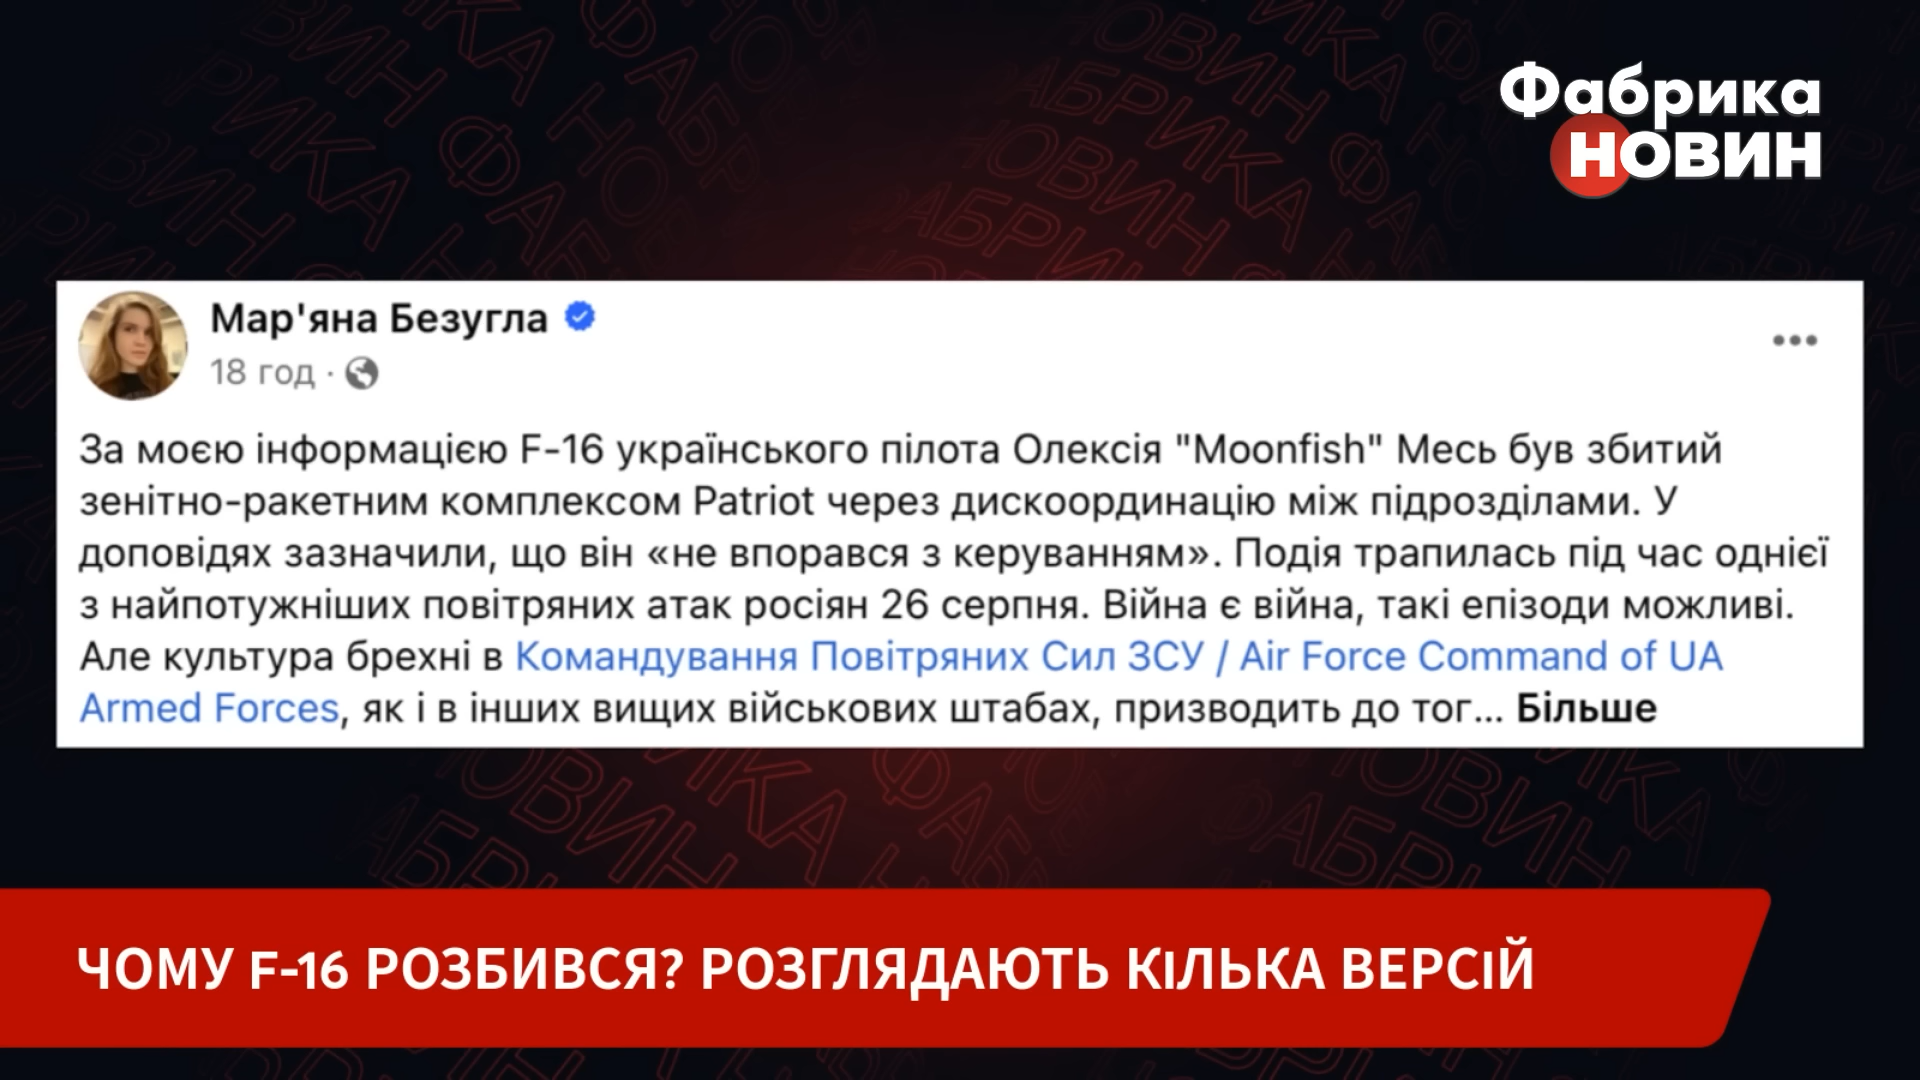 Фабрика
НОВИН
Мар'яна Безугла
18 год ·
За моєю інформацією F-16 українського пілота Олексія "Moonfish" Месь був збитий
зенітно-ракетним комплексом Patriot через дискоординацію між підрозділами. У
доповідях зазначили, що він «не впорався з керуванням». Подія трапилась під час однієї
з найпотужніших повітряних атак росіян 26 серпня. Війна є війна, такі епізоди можливі.
Але культура брехні в Командування Повітряних Сил ЗСУ / Air Force Command of UA
Armed Forces, як і в інших вищих військових штабах, призводить до тог... Більше
ЧОМУ F-16 РОЗБИВСЯ? РОЗГЛЯДАЮТЬ КІЛЬКА ВЕРСІЙ